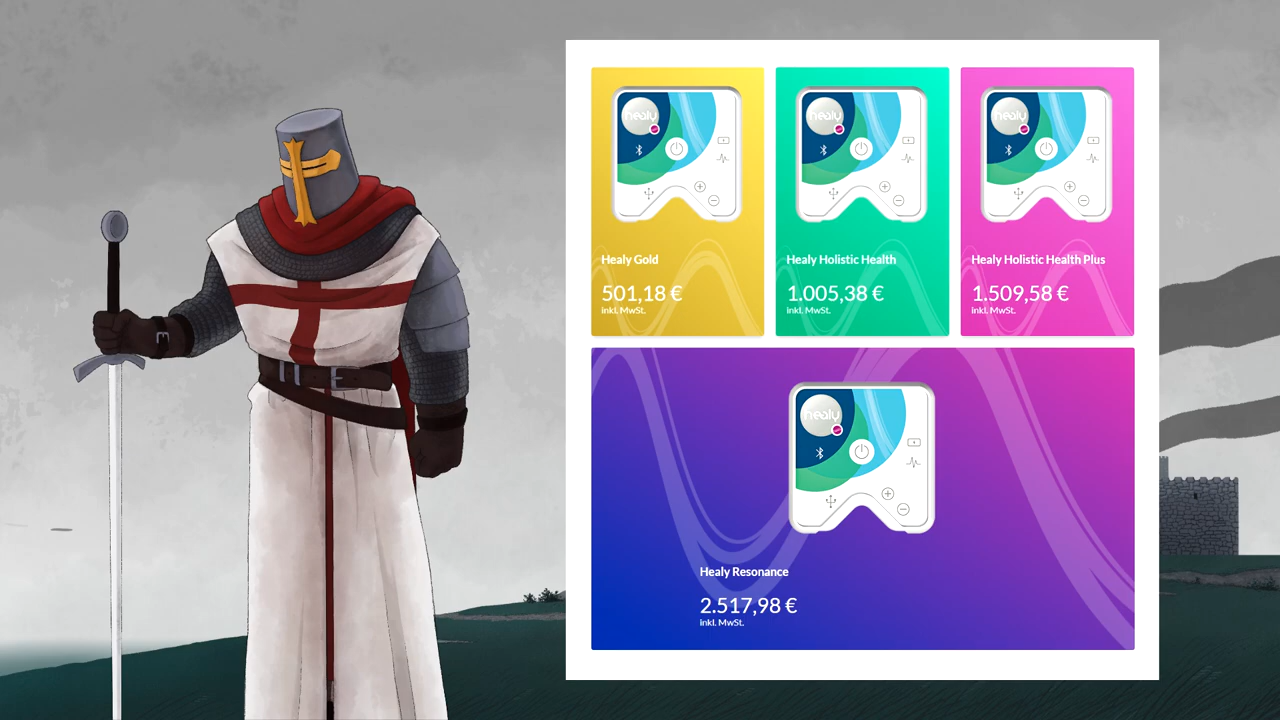 healy
healy
healy
Healy Gold
501,18 €
inkl. MwSt.
Healy Holistic Health
1.005,38 €
inkl. MwSt.
Healy Holistic Health Plus
1.509,58 €
inkl. MwSt.
healy
Healy Resonance
2.517,98 €
inkl. MwSt.